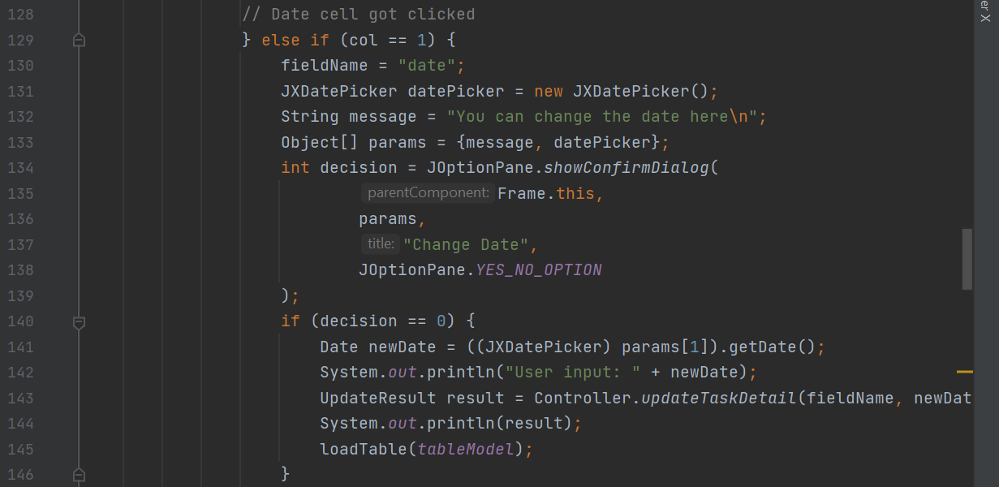 128 // Date cell got clicked
129 } else if (col == 1) {
130 fieldName = "date";
131 JXDatePicker datePicker = new JXDatePicker();
132 String message = "You can change the date here\n";
133 Object[] params = {message, datePicker};
134 int decision = JOptionPane.showConfirmDialog(
135 parentComponent: Frame.this,
136 params,
137 title: "Change Date",
138 JOptionPane.YES_NO_OPTION
139 );
140 if (decision == 0) {
141 Date newDate = ((JXDatePicker) params[1]).getDate();
142 System.out.println("User input: " + newDate);
143 UpdateResult result = Controller.updateTaskDetail(fieldName, newDat
144 System.out.println(result);
145 loadTable(tableModel);
146 }
er X